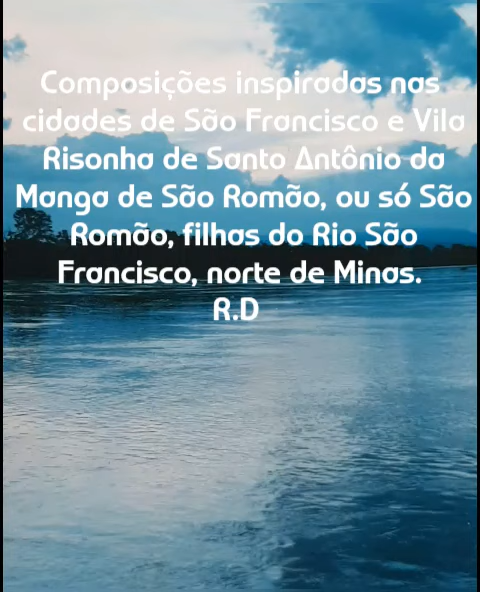 Composições inspiradas nas
cidades de São Francisco e Vila
Risonha de Santo Antônio da
Manga de São Romão, ou só São
Romão, filhas do Rio São
Francisco, norte de Minas.
R.D